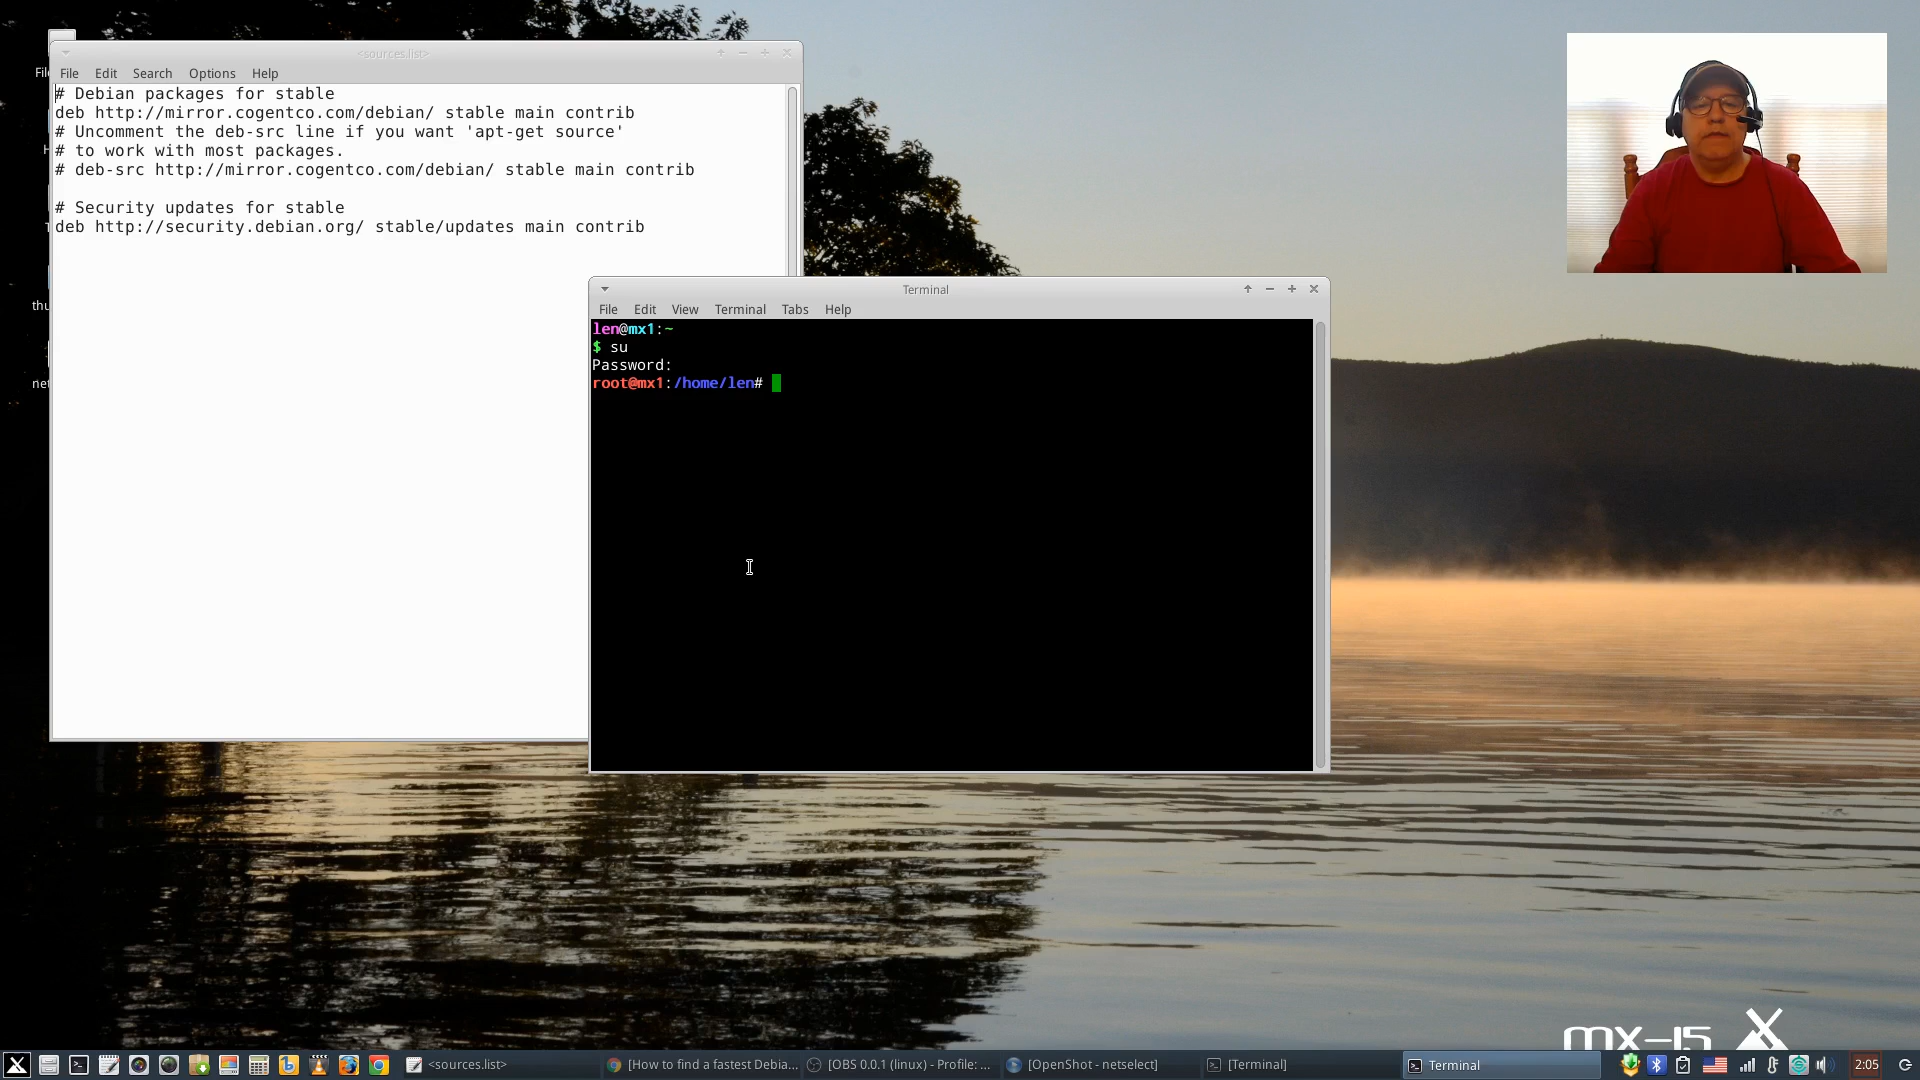 <sources.list>
File Edit Search Options Help
# Debian packages for stable
deb http://mirror.cogentco.com/debian/ stable main contrib
# Uncomment the deb-src line if you want 'apt-get source'
# to work with most packages.
# deb-src http://mirror.cogentco.com/debian/ stable main contrib
# Security updates for stable
deb http://security.debian.org/ stable/updates main contrib
Terminal
File Edit View Terminal Tabs Help
len@mx1:~
$ su
Password:
root@mx1:/home/len#
thu
net
mx-15
<sources.list>
[How to find a fastest Debia...
[OBS 0.0.1 (linux) - Profile: ...
[OpenShot - netselect]
[Terminal]
Terminal
2:05